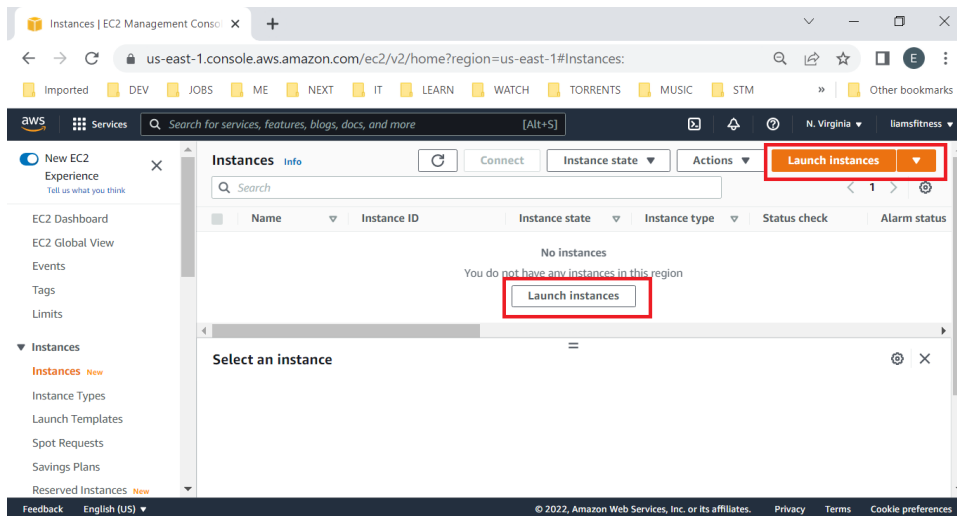 Instances | EC2 Management Conso
us-east-1.console.aws.amazon.com/ec2/v2/home?region=us-east-1#Instances:
E
Imported DEV JOBS ME NEXT IT LEARN WATCH TORRENTS MUSIC STM » Other bookmarks
aws Services Search for services, features, blogs, docs, and more [Alt+S] N. Virginia liamsfitness
New EC2
Experience
Tell us what you think
EC2 Dashboard
EC2 Global View
Events
Tags
Limits
Instances
Instances New
Instance Types
Launch Templates
Spot Requests
Savings Plans
Reserved Instances New
Instances Info Connect Instance state Actions Launch instances
Search 1
Name Instance ID Instance state Instance type Status check Alarm status
No instances
You do not have any instances in this region
Launch instances
Select an instance
Feedback English (US) © 2022, Amazon Web Services, Inc. or its affiliates. Privacy Terms Cookie preferences